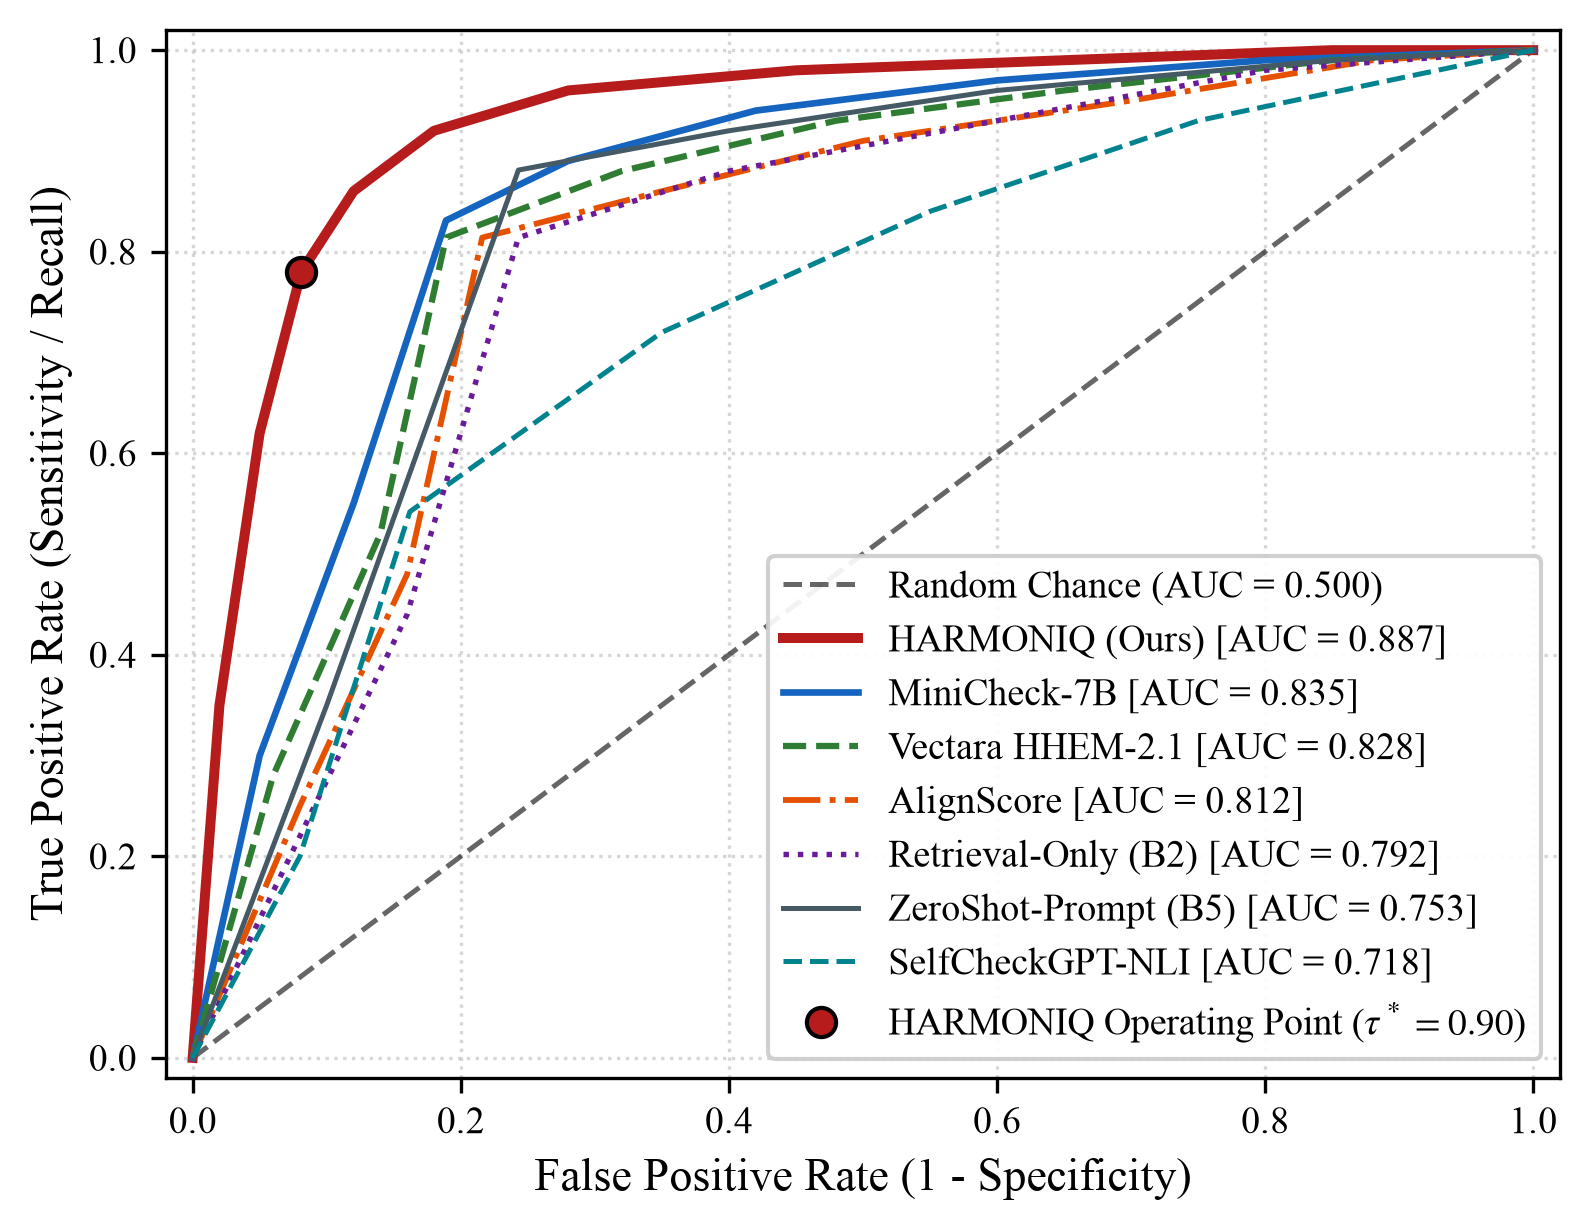 1.0
0.8
0.6
0.4
0.2
0.0
True Positive Rate (Sensitivity / Recall)
Random Chance (AUC = 0.500)
HARMONIQ (Ours) [AUC = 0.887]
MiniCheck-7B [AUC = 0.835]
Vectara HHEM-2.1 [AUC = 0.828]
AlignScore [AUC = 0.812]
Retrieval-Only (B2) [AUC = 0.792]
ZeroShot-Prompt (B5) [AUC = 0.753]
SelfCheckGPT-NLI [AUC = 0.718]
HARMONIQ Operating Point (τ* = 0.90)
0.0 0.2 0.4 0.6 0.8 1.0
False Positive Rate (1 - Specificity)